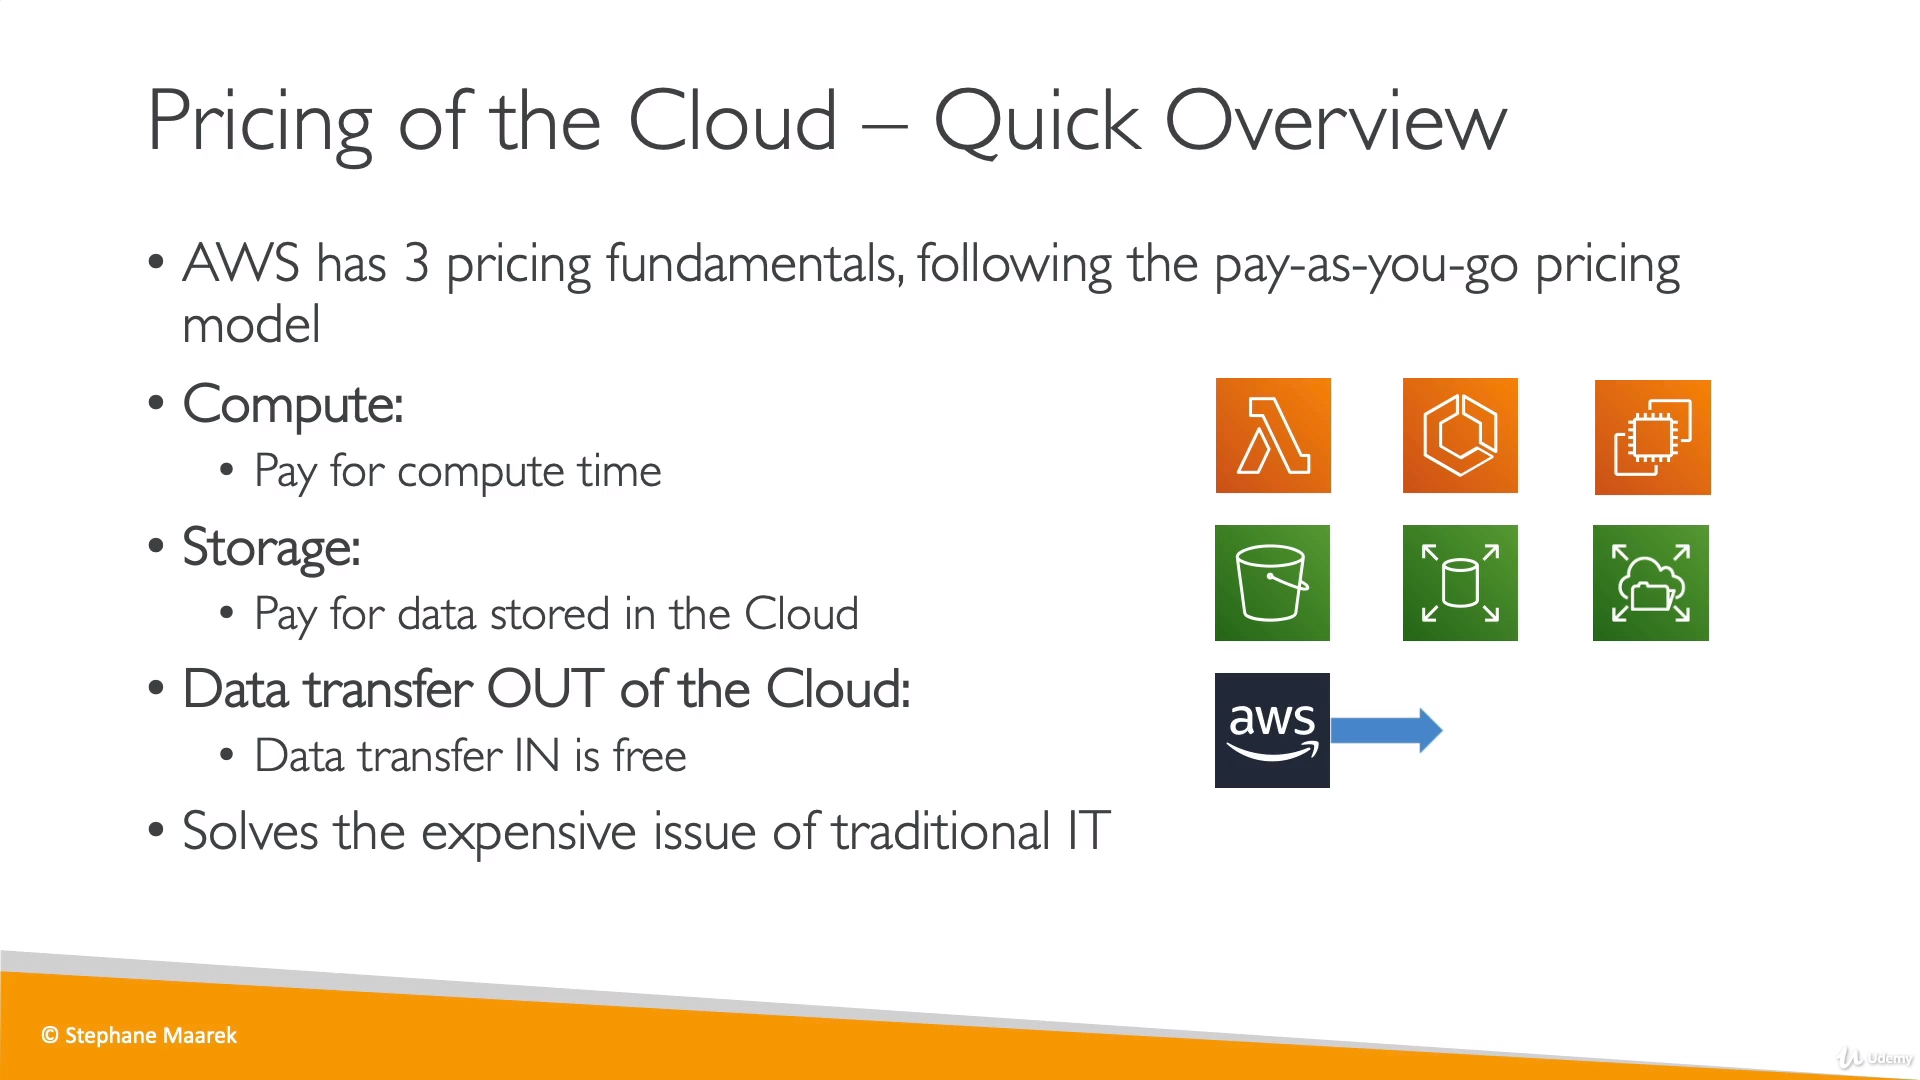 Pricing of the Cloud – Quick Overview
• AWS has 3 pricing fundamentals, following the pay-as-you-go pricing
model
• Compute:
• Pay for compute time
• Storage:
• Pay for data stored in the Cloud
• Data transfer OUT of the Cloud:
• Data transfer IN is free
• Solves the expensive issue of traditional IT
aws
© Stephane Maarek
Udemy